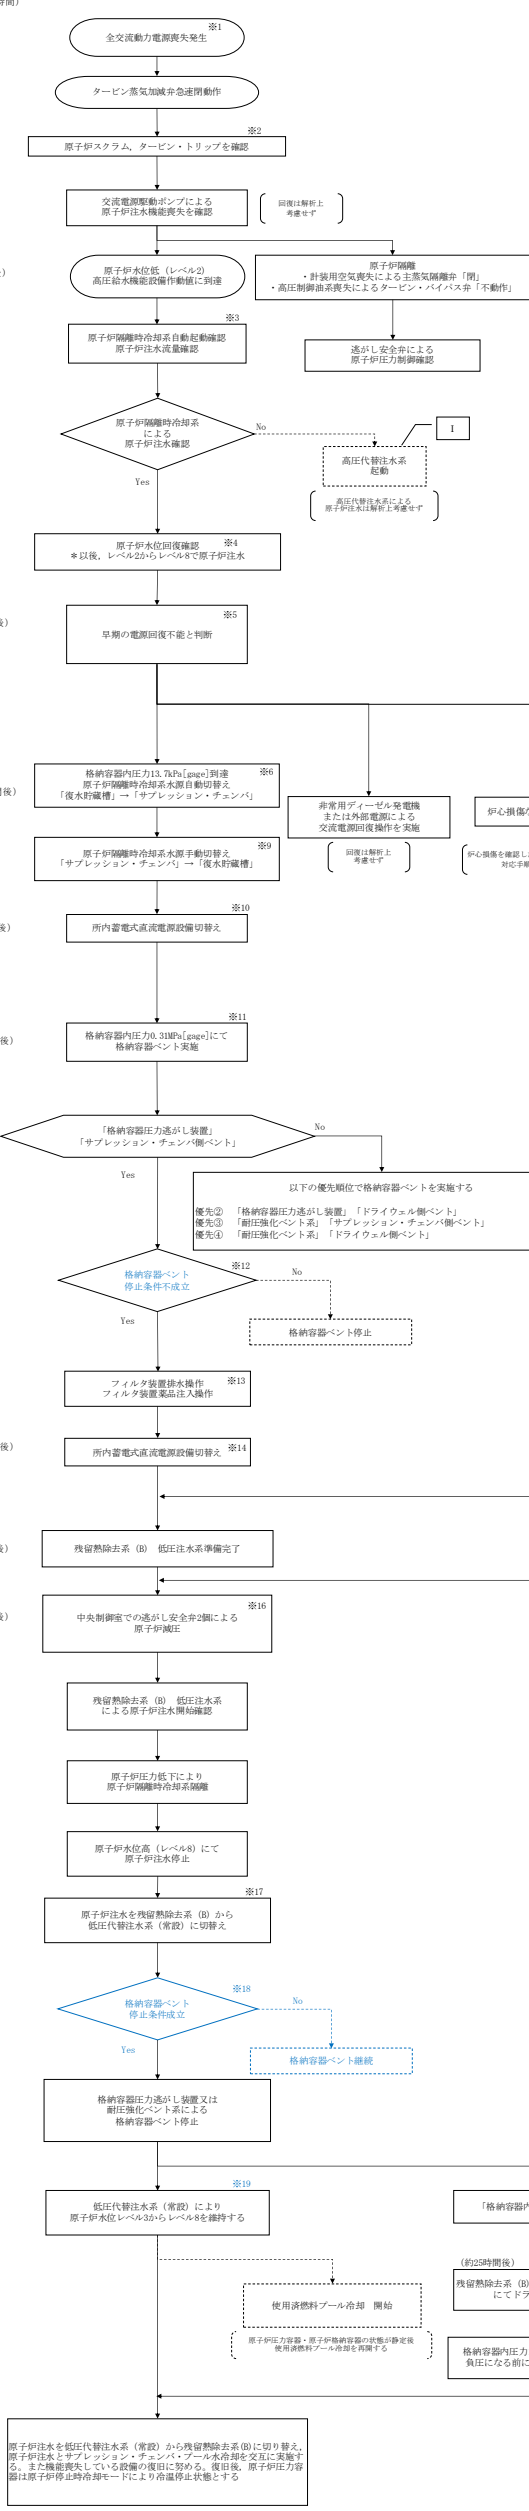 時間）
※1
全交流動力電源喪失発生
タービン蒸気加減弁急速閉動作
※2
原子炉スクラム，タービン・トリップを確認
交流電源駆動ポンプによる
原子炉注水機能喪失を確認
回復は解析上
考慮せず
原子炉水位低（レベル2）
高圧給水機能設備作動値に到達
原子炉隔離
・計装用空気喪失による主蒸気隔離弁「閉」
・高圧制御油系喪失によるタービン・バイパス弁「不動作」
）
※3
原子炉隔離時冷却系自動起動確認
原子炉注水流量確認
逃がし安全弁による
原子炉圧力制御確認
原子炉隔離時冷却系
による
原子炉注水確認
No
I
高圧代替注水系
起動
Yes
高圧代替注水系による
原子炉注水は解析上考慮せず
原子炉水位回復確認 ※4
＊以後，レベル2からレベル8で原子炉注水
※5
後）
早期の電源回復不能と判断
格納容器内圧力13.7kPa[gage]到達 ※6
原子炉隔離時冷却系水源自動切替え
「復水貯蔵槽」→「サプレッション・チェンバ」
間後）
非常用ディーゼル発電機
または外部電源による
交流電源回復操作を実施
炉心損傷な
※9
原子炉隔離時冷却系水源手動切替え
「サプレッション・チェンバ」→「復水貯蔵槽」
回復は解析上
考慮せず
炉心損傷を確認し
対応手順
※10
後）
所内蓄電式直流電源設備切替え
※11
後）
格納容器内圧力0.31MPa[gage]にて
格納容器ベント実施
「格納容器圧力逃がし装置」
「サプレッション・チェンバ側ベント」
No
Yes
以下の優先順位で格納容器ベントを実施する
優先② 「格納容器圧力逃がし装置」「ドライウェル側ベント」
優先③ 「耐圧強化ベント系」「サプレッション・チェンバ側ベント」
優先④ 「耐圧強化ベント系」「ドライウェル側ベント」
※12
格納容器ベント
停止条件不成立
No
Yes
格納容器ベント停止
フィルタ装置排水操作 ※13
フィルタ装置薬品注入操作
後）
所内蓄電式直流電源設備切替え ※14
後）
残留熱除去系（B） 低圧注水系準備完了
※16
後）
中央制御室での逃がし安全弁2個による
原子炉減圧
残留熱除去系（B） 低圧注水系
による原子炉注水開始確認
原子炉圧力低下により
原子炉隔離時冷却系隔離
原子炉水位高（レベル8）にて
原子炉注水停止
※17
原子炉注水を残留熱除去系（B）から
低圧代替注水系（常設）に切替え
※18
格納容器ベント
停止条件成立
No
Yes
格納容器ベント継続
格納容器圧力逃がし装置又は
耐圧強化ベント系による
格納容器ベント停止
※19
低圧代替注水系（常設）により
原子炉水位レベル3からレベル8を維持する
「格納容器内
（約25時間後）
残留熱除去系（B）
にてドラ
使用済燃料プール冷却 開始
原子炉圧力容器・原子炉格納容器の状態が静定後
使用済燃料プール冷却を再開する
格納容器内圧力
負圧になる前に
原子炉注水を低圧代替注水系（常設）から残留熱除去系(B)に切り替え，
原子炉注水とサプレッション・チェンバ・プール水冷却を交互に実施す
る。また機能喪失している設備の復旧に努める。復旧後，原子炉圧力容
器は原子炉停止時冷却モードにより冷温停止状態とする